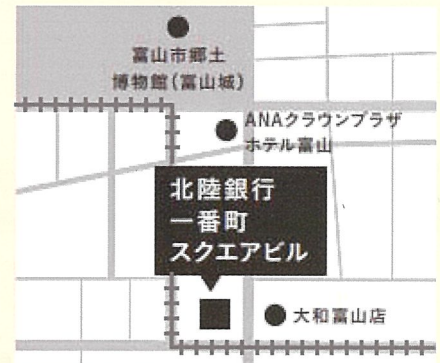 富山市郷土
博物館(富山城)
ANAクラウンプラザ
ホテル富山
北陸銀行
一番町
スクエアビル
大和富山店